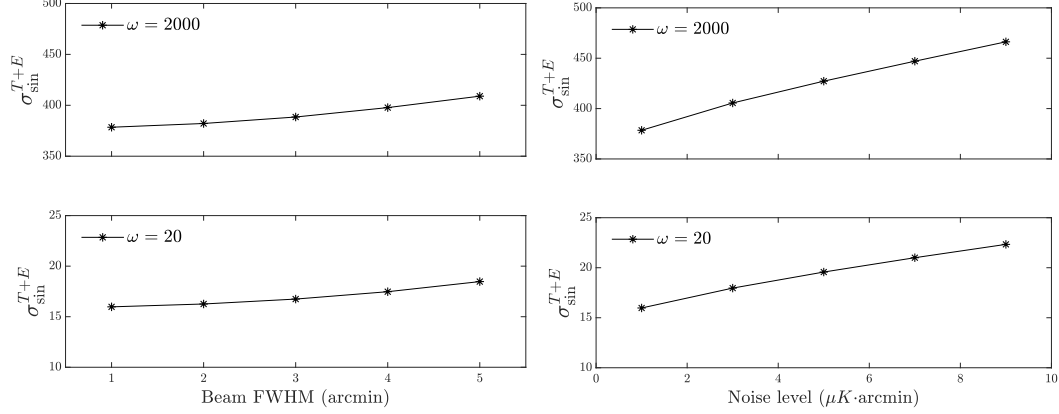 500
450
400
350
σ_sin^{T+E}
ω = 2000
500
450
400
350
σ_sin^{T+E}
ω = 2000
25
20
15
10
σ_sin^{T+E}
ω = 20
1 2 3 4 5
Beam FWHM (arcmin)
25
20
15
10
σ_sin^{T+E}
ω = 20
0 2 4 6 8 10
Noise level (μK·arcmin)